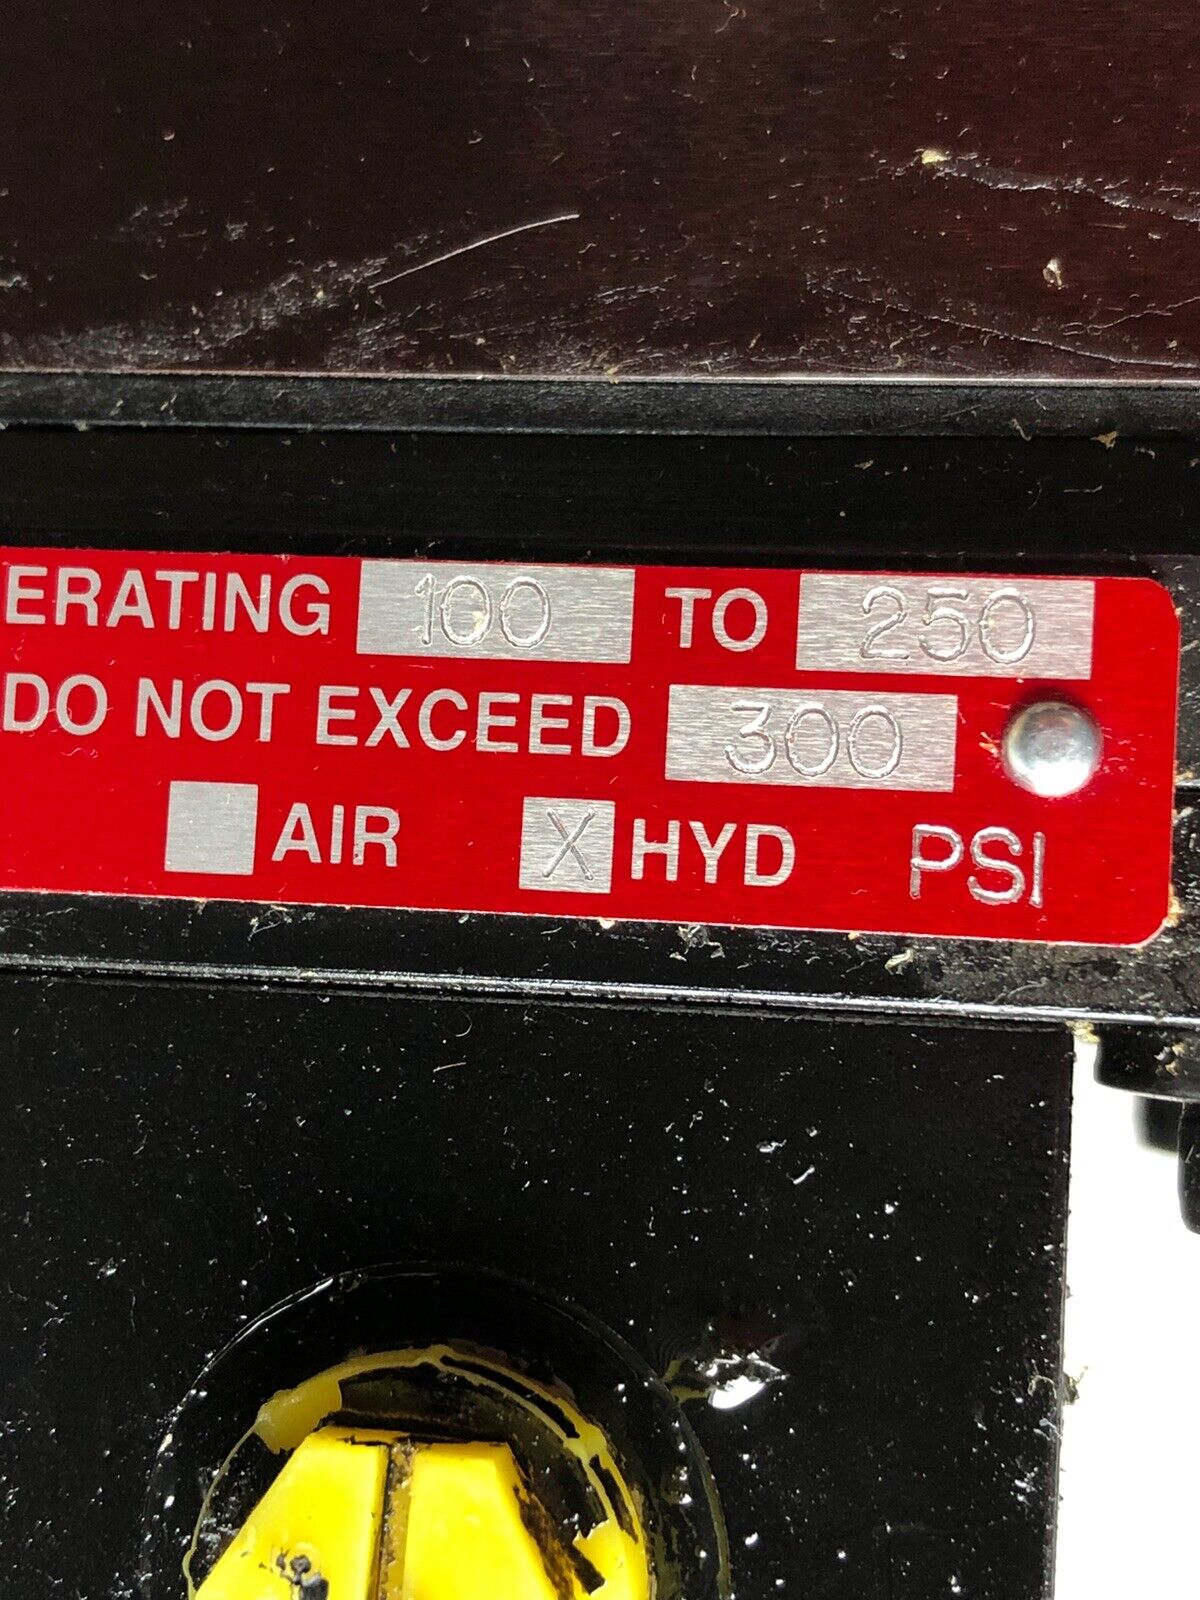 ERATING 100 TO 250
DO NOT EXCEED 300
AIR X HYD PSI